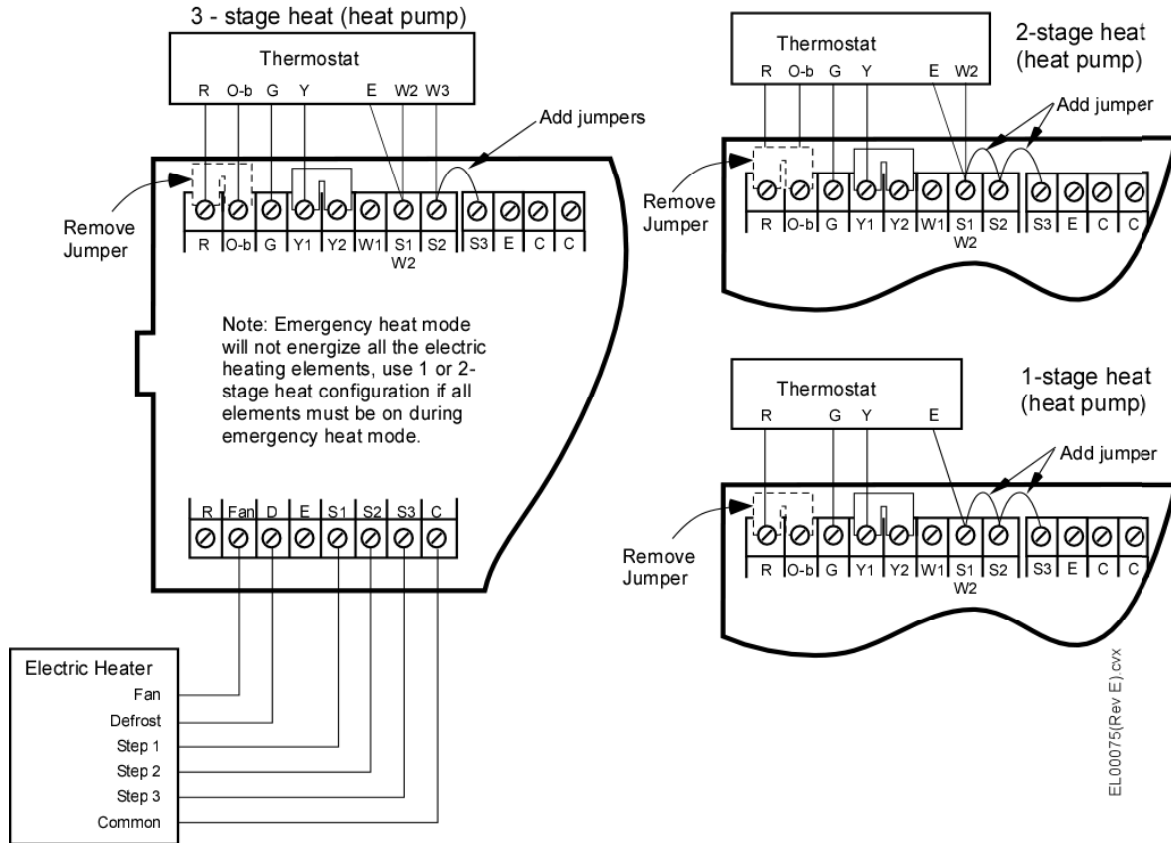 3 - stage heat (heat pump)
Thermostat
R O-b G Y E W2 W3
Add jumpers
Remove
Jumper
R O-b G Y1 Y2 W1 S1 S2 S3 E C C
W2
Note: Emergency heat mode
will not energize all the electric
heating elements, use 1 or 2-
stage heat configuration if all
elements must be on during
emergency heat mode.
R Fan D E S1 S2 S3 C
Electric Heater
Fan
Defrost
Step 1
Step 2
Step 3
Common
2-stage heat
(heat pump)
Thermostat
R O-b G Y E W2
Add jumper
Remove
Jumper
R O-b G Y1 Y2 W1 S1 S2 S3 E C C
W2
1-stage heat
(heat pump)
Thermostat
R G Y E
Add jumper
Remove
Jumper
R O-b G Y1 Y2 W1 S1 S2 S3 E C C
W2
EL00075(Rev E).cvx